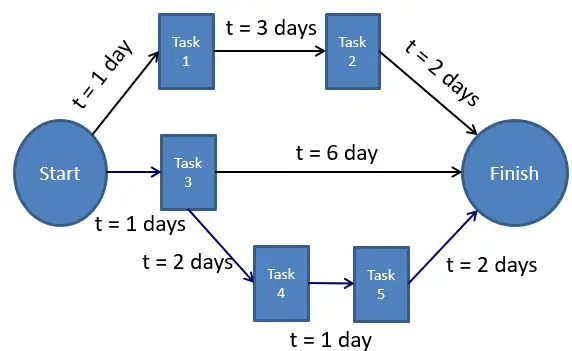 t = 1 day
Task
1
t = 3 days
Task
2
t = 2 days
Start
Task
3
t = 6 day
Finish
t = 1 days
t = 2 days
Task
4
Task
5
t = 2 days
t = 1 day